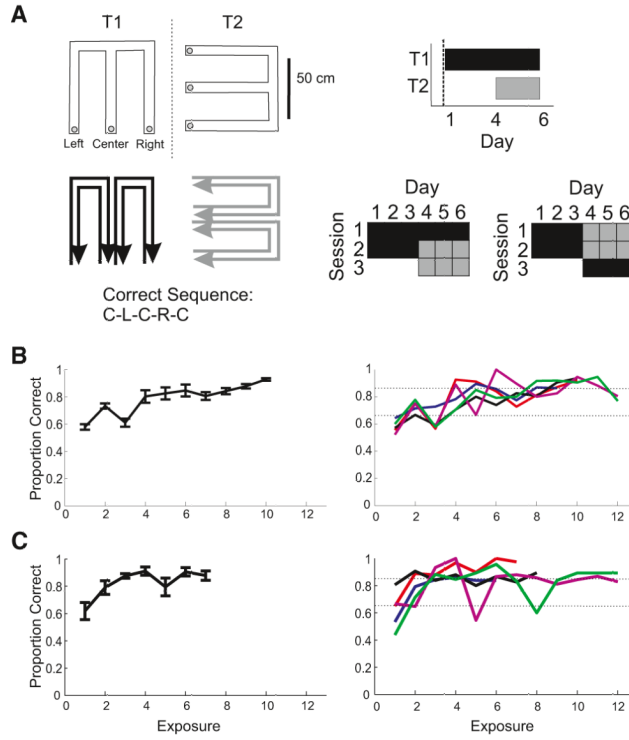 A
T1
T2
50 cm
Left Center Right
T1
T2
1 4 6
Day
Correct Sequence:
C-L-C-R-C
Day
1 2 3 4 5 6
Session
1
2
3
Day
1 2 3 4 5 6
Session
1
2
3
B
Proportion Correct
1
0.8
0.6
0.4
0.2
0
0 2 4 6 8 10 12
1
0.8
0.6
0.4
0.2
0
0 2 4 6 8 10 12
C
Proportion Correct
1
0.8
0.6
0.4
0.2
0
0 2 4 6 8 10 12
Exposure
1
0.8
0.6
0.4
0.2
0
0 2 4 6 8 10 12
Exposure